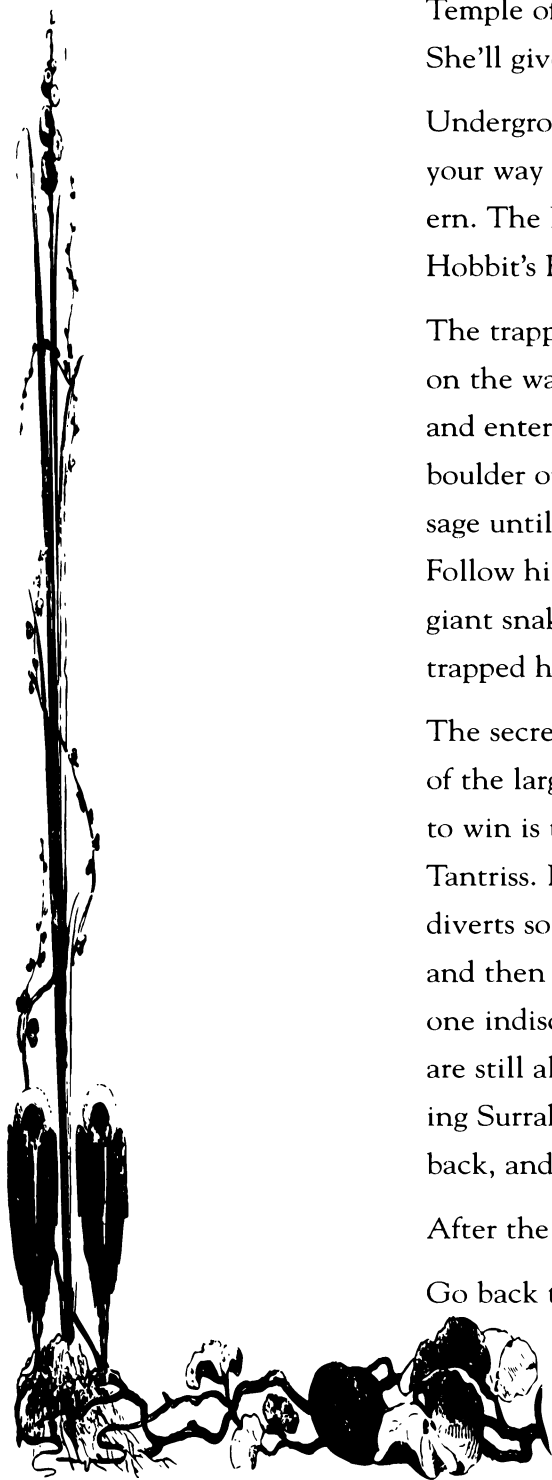 Temple of
She'll giv
Undergro
your way
ern. The
Hobbit's
The trapp
on the wa
and enter
boulder o
sage until
Follow hi
giant snak
trapped h
The secre
of the larg
to win is
Tantriss.
diverts so
and then
one indisc
are still al
ing Surral
back, and
After the
Go back t